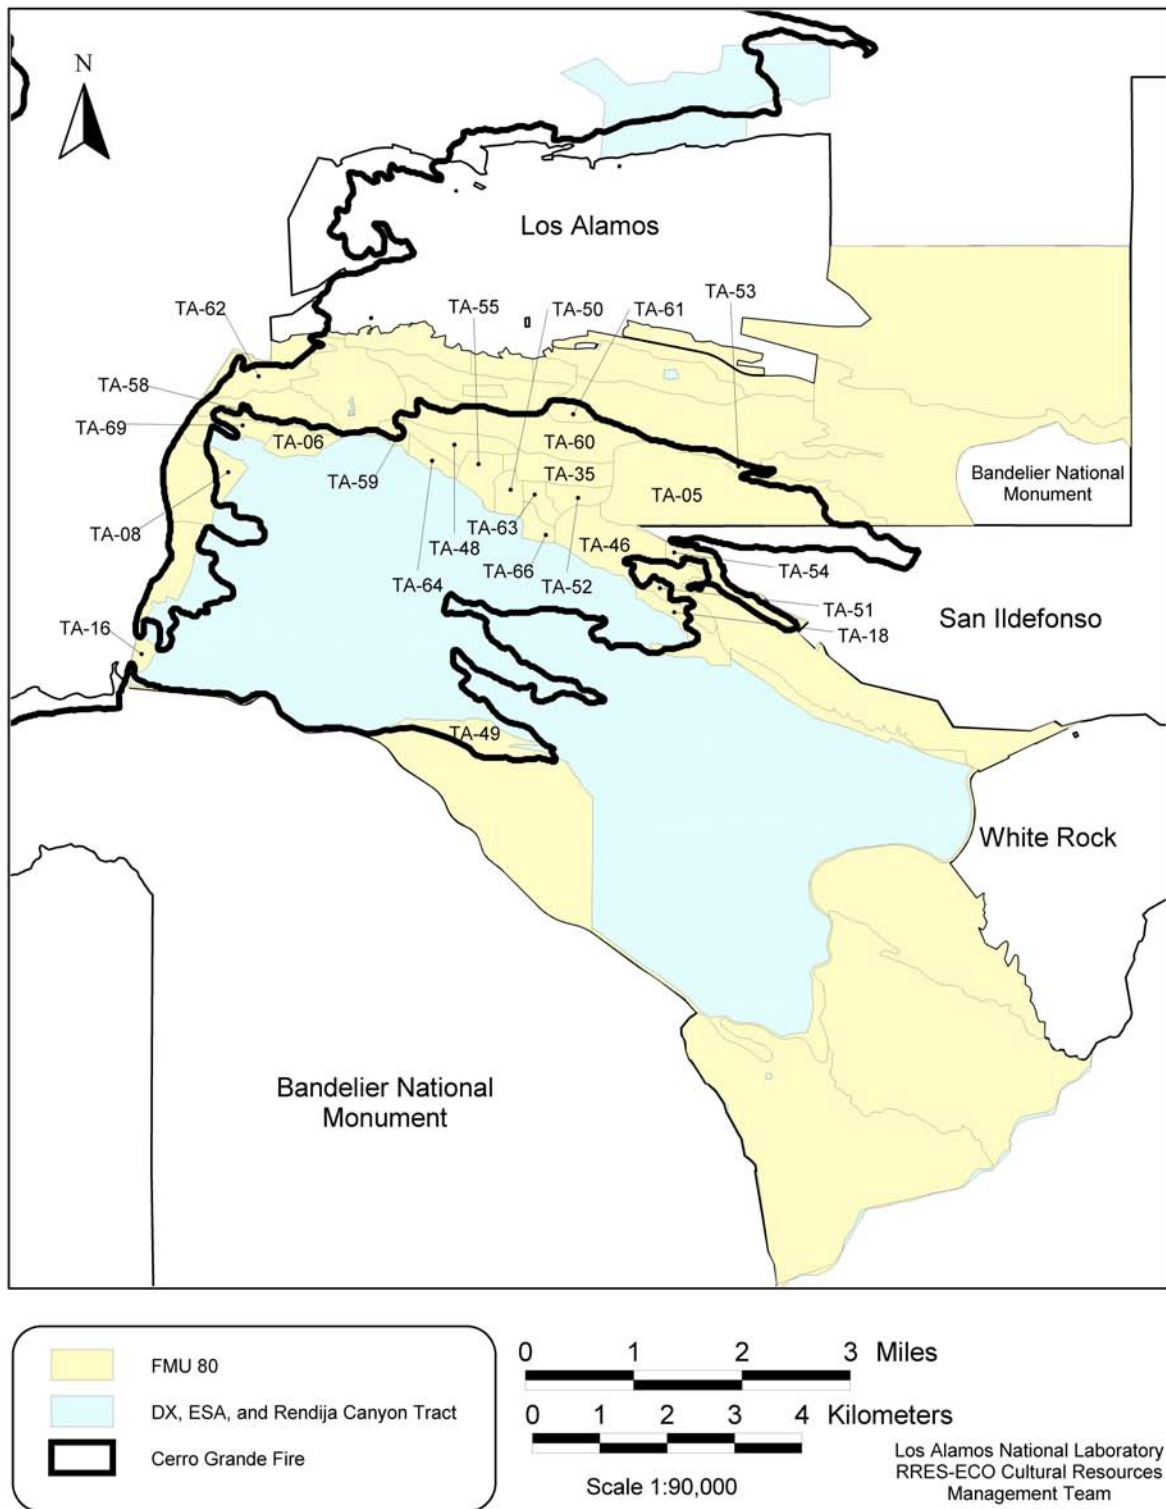 N
Los Alamos
TA-53
TA-62
TA-55
TA-50
TA-61
TA-58
TA-69
TA-06
TA-60
TA-59
TA-35
TA-05
Bandelier National
Monument
TA-08
TA-63
TA-48
TA-46
TA-66
TA-54
TA-64
TA-52
TA-51
San Ildefonso
TA-16
TA-18
TA-49
White Rock
Bandelier National
Monument
FMU 80
DX, ESA, and Rendija Canyon Tract
Cerro Grande Fire
0 1 2 3 Miles
0 1 2 3 4 Kilometers
Scale 1:90,000
Los Alamos National Laboratory
RRES-ECO Cultural Resources
Management Team